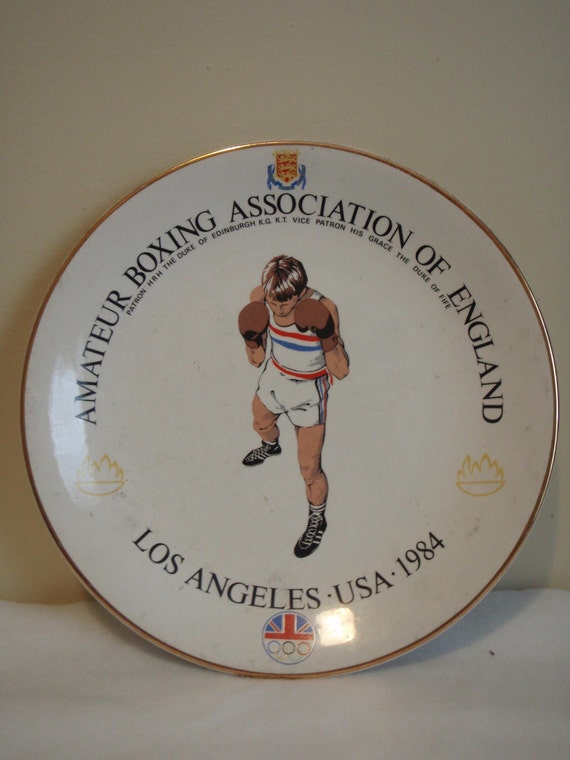 AMATEUR BOXING ASSOCIATION OF ENGLAND
PATRON H·R·H THE DUKE OF EDINBURGH K.G. K.T. VICE PATRON HIS GRACE THE DUKE OF FIFE
LOS ANGELES · USA · 1984